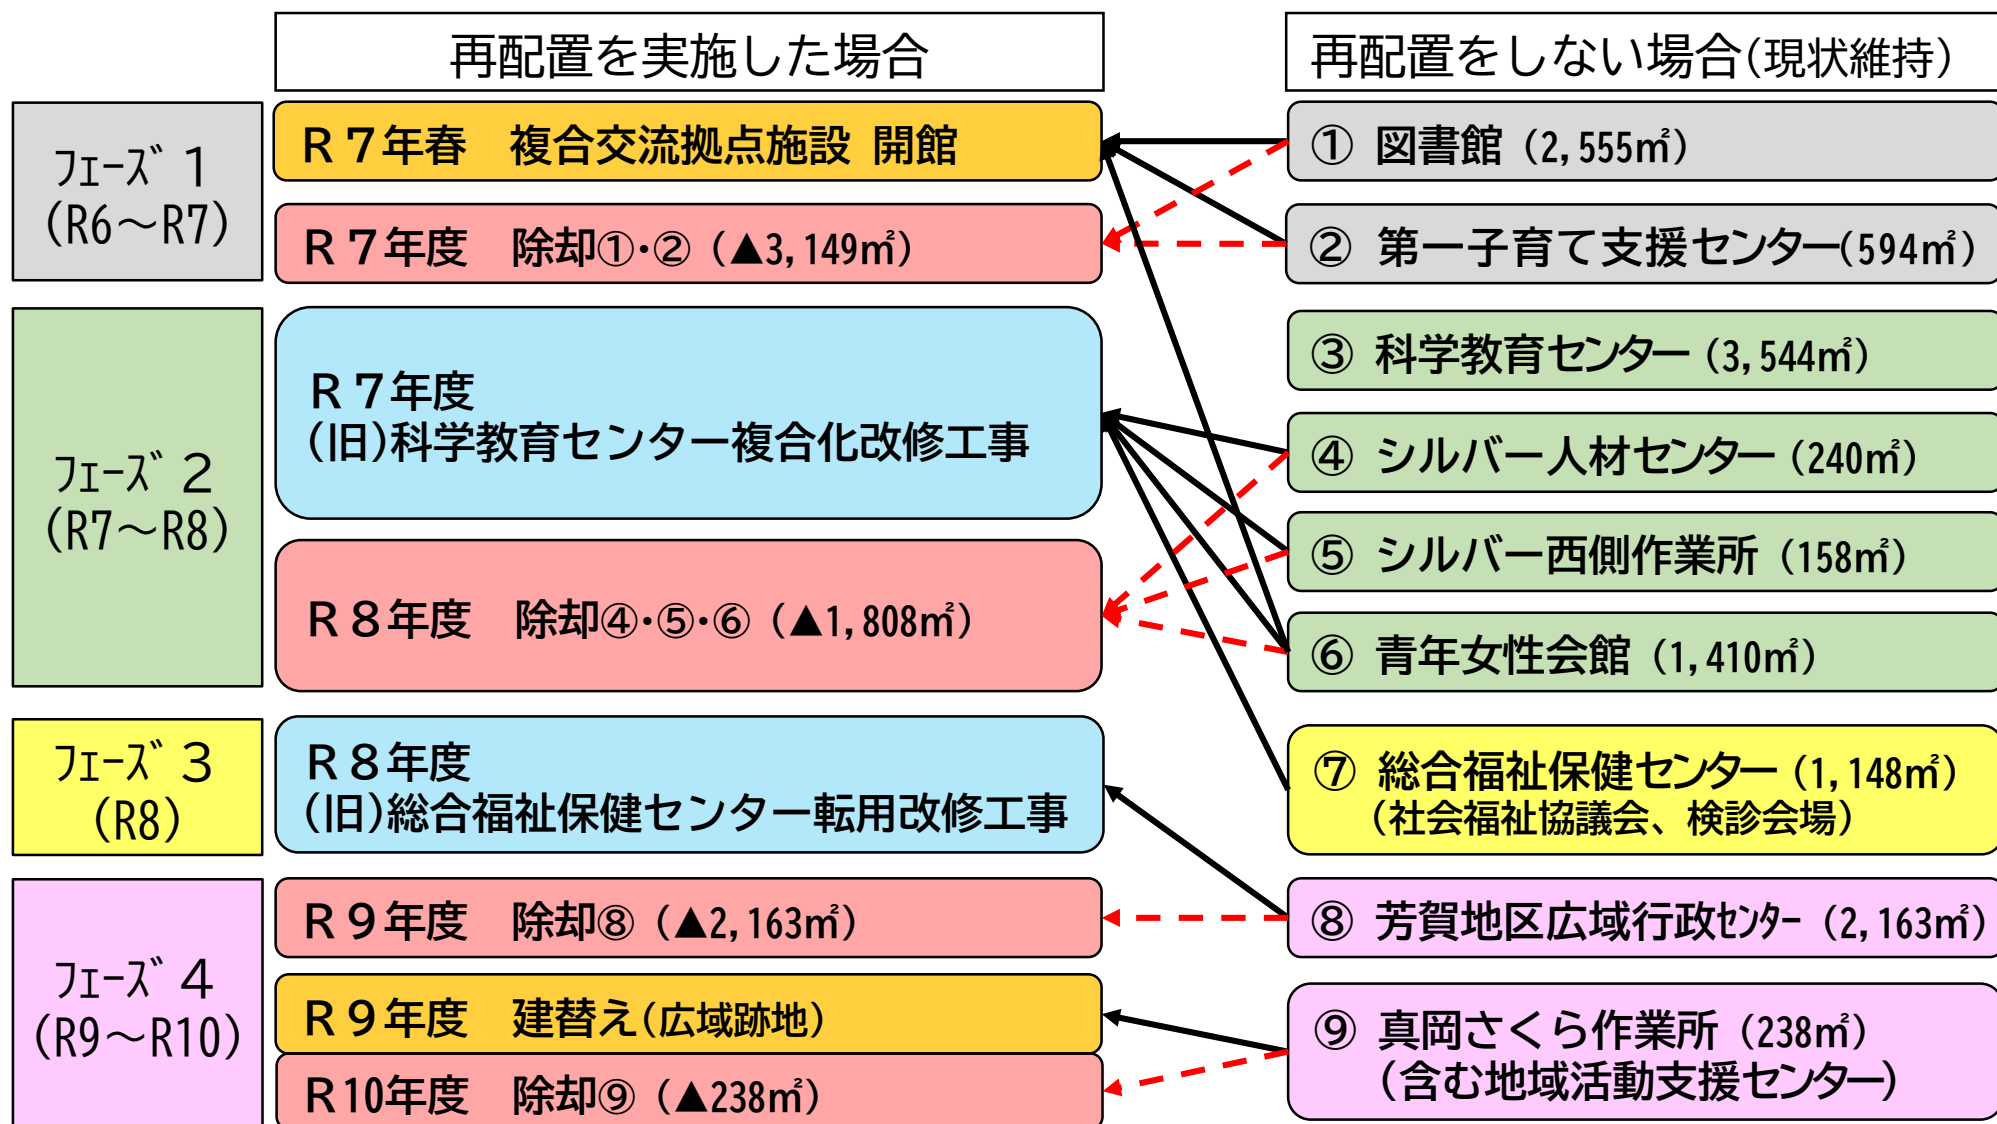 再配置を実施した場合
再配置をしない場合(現状維持)
ﾌｪｰｽﾞ 1
(R6～R7)
R７年春　複合交流拠点施設 開館
R７年度　除却①・② (▲3,149㎡)
① 図書館 (2,555㎡)
② 第一子育て支援センター(594㎡)
ﾌｪｰｽﾞ 2
(R7～R8)
R７年度
(旧)科学教育センター複合化改修工事
R８年度　除却④・⑤・⑥ (▲1,808㎡)
③ 科学教育センター (3,544㎡)
④ シルバー人材センター (240㎡)
⑤ シルバー西側作業所 (158㎡)
⑥ 青年女性会館 (1,410㎡)
ﾌｪｰｽﾞ 3
(R8)
R８年度
(旧)総合福祉保健センター転用改修工事
⑦ 総合福祉保健センター (1,148㎡)
(社会福祉協議会、検診会場)
ﾌｪｰｽﾞ 4
(R9～R10)
R９年度　除却⑧ (▲2,163㎡)
R９年度　建替え(広域跡地)
R10年度　除却⑨ (▲238㎡)
⑧ 芳賀地区広域行政ｾﾝﾀｰ (2,163㎡)
⑨ 真岡さくら作業所 (238㎡)
(含む地域活動支援センター)